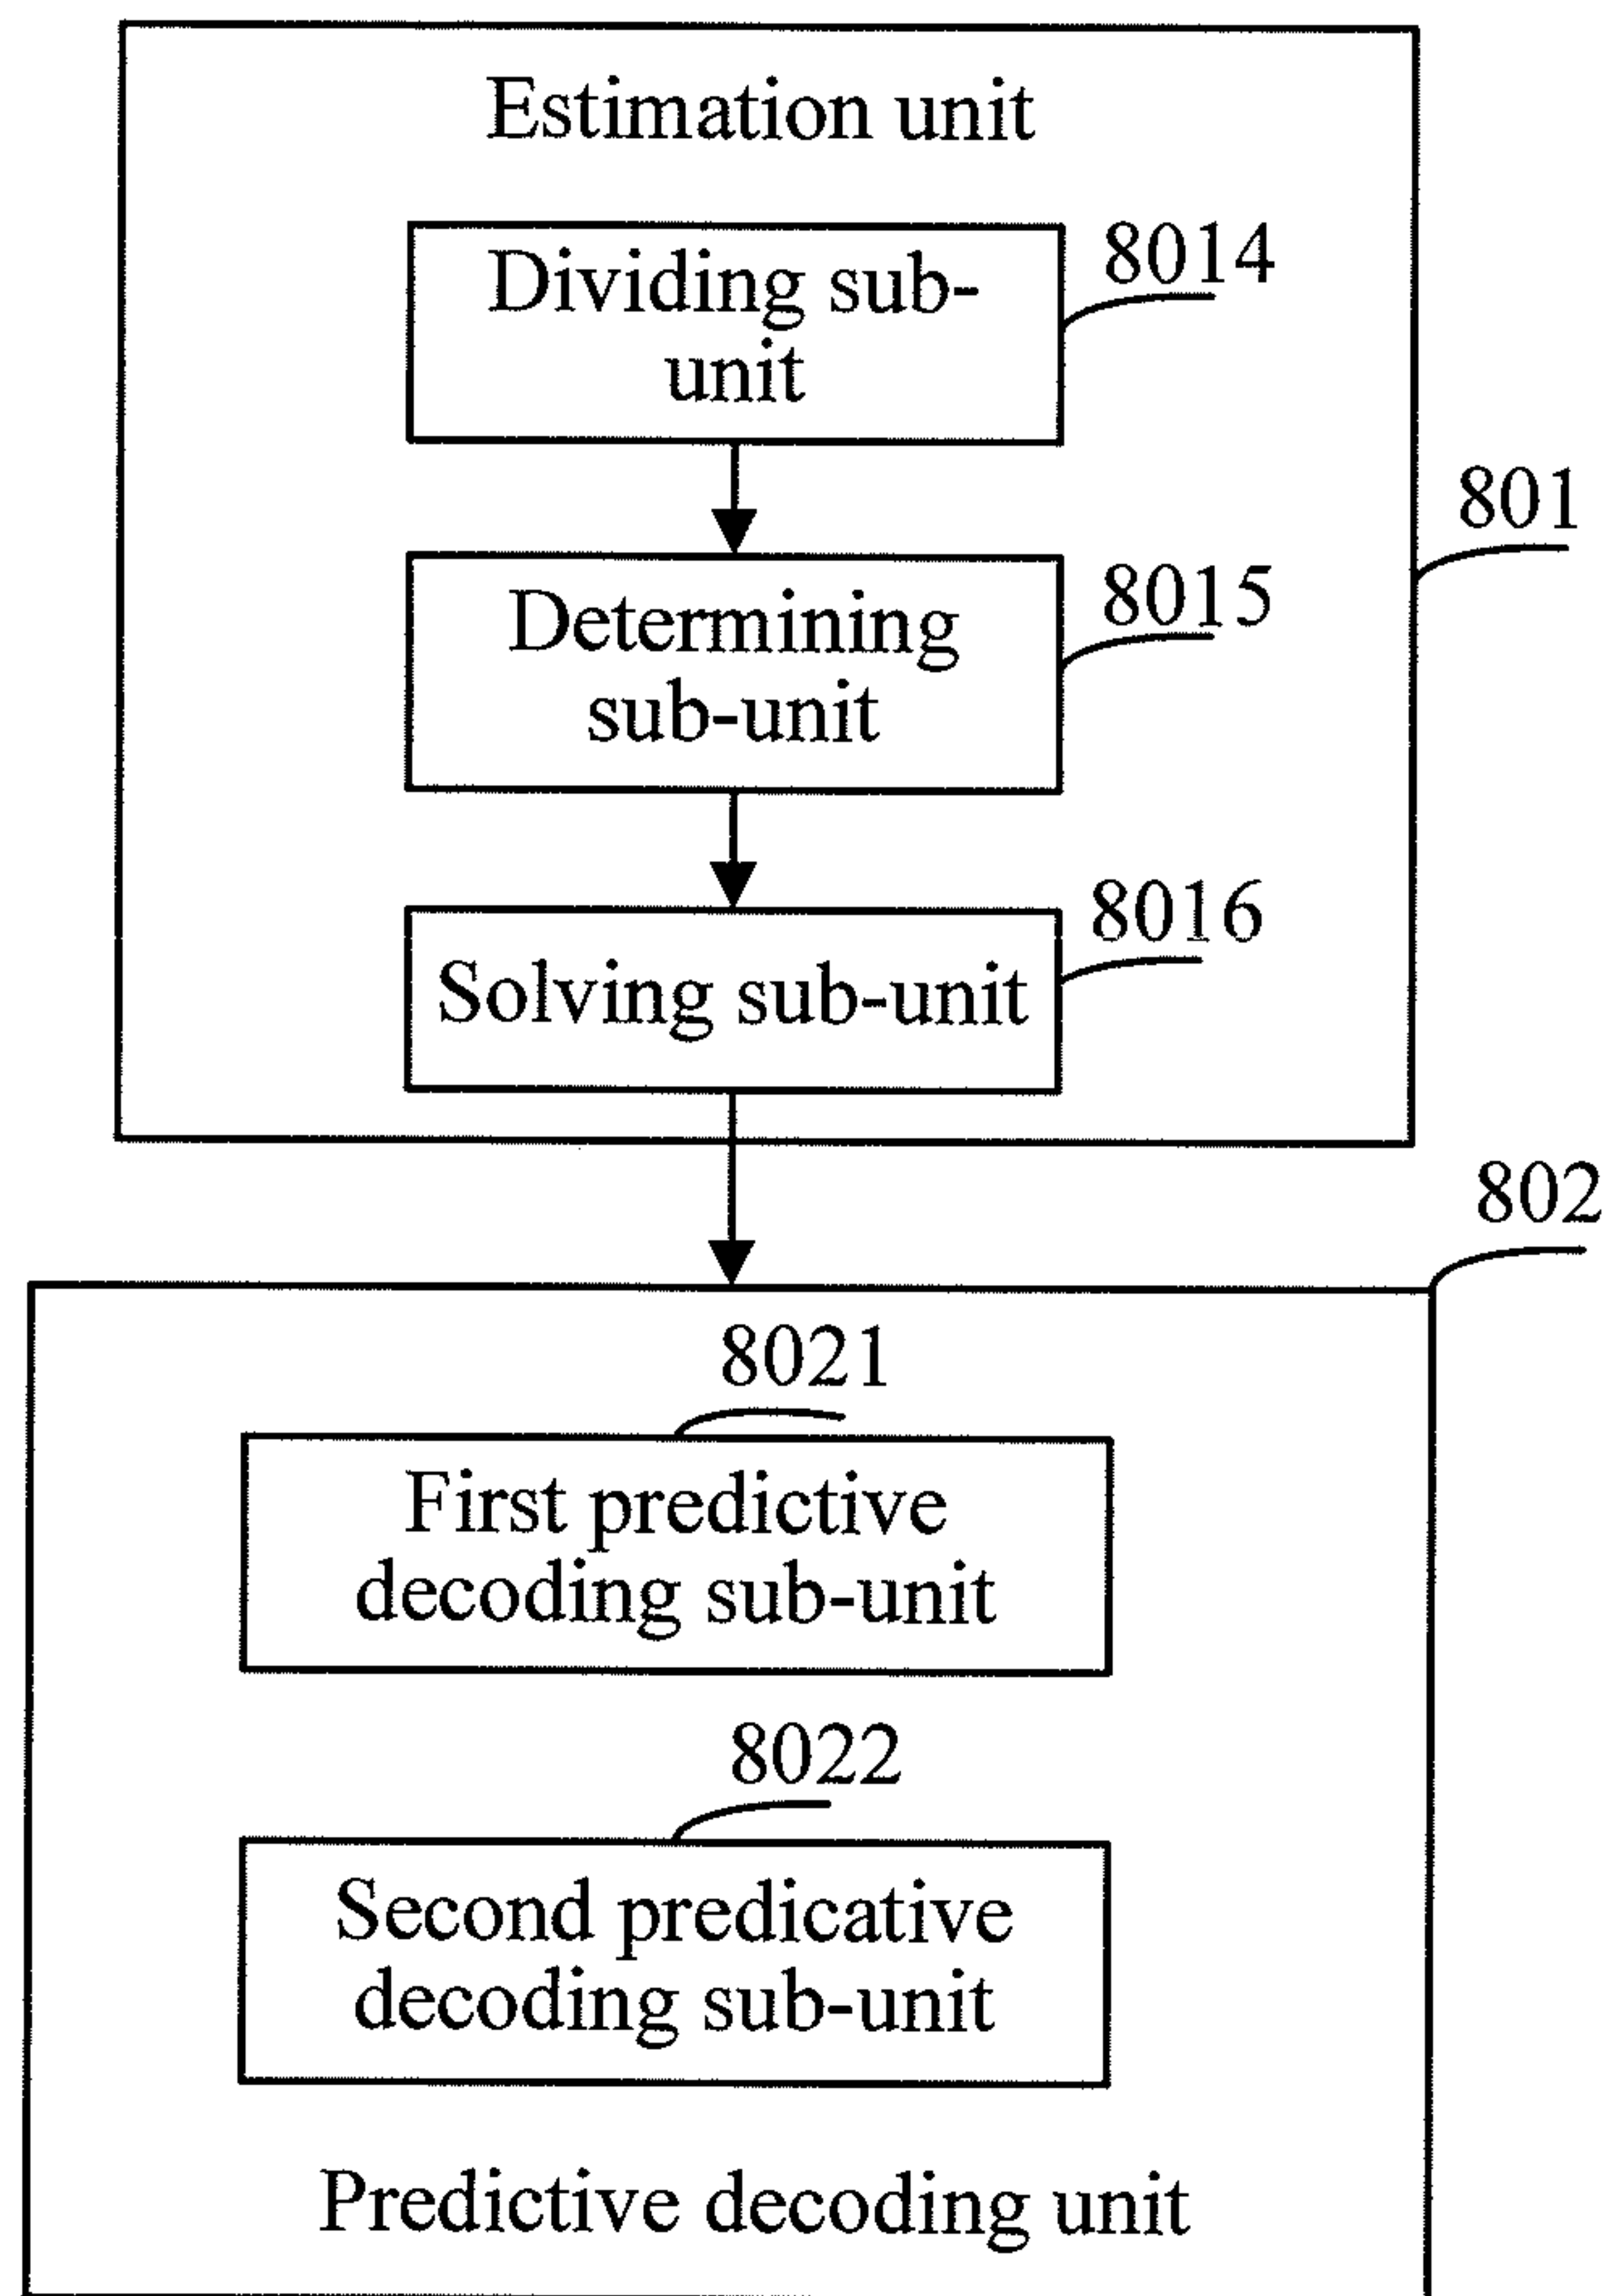 Estimation unit
8014
Dividing sub-
unit
801
8015
Determining
sub-unit
8016
Solving sub-unit
802
8021
First predictive
decoding sub-unit
8022
Second predicative
decoding sub-unit
Predictive decoding unit